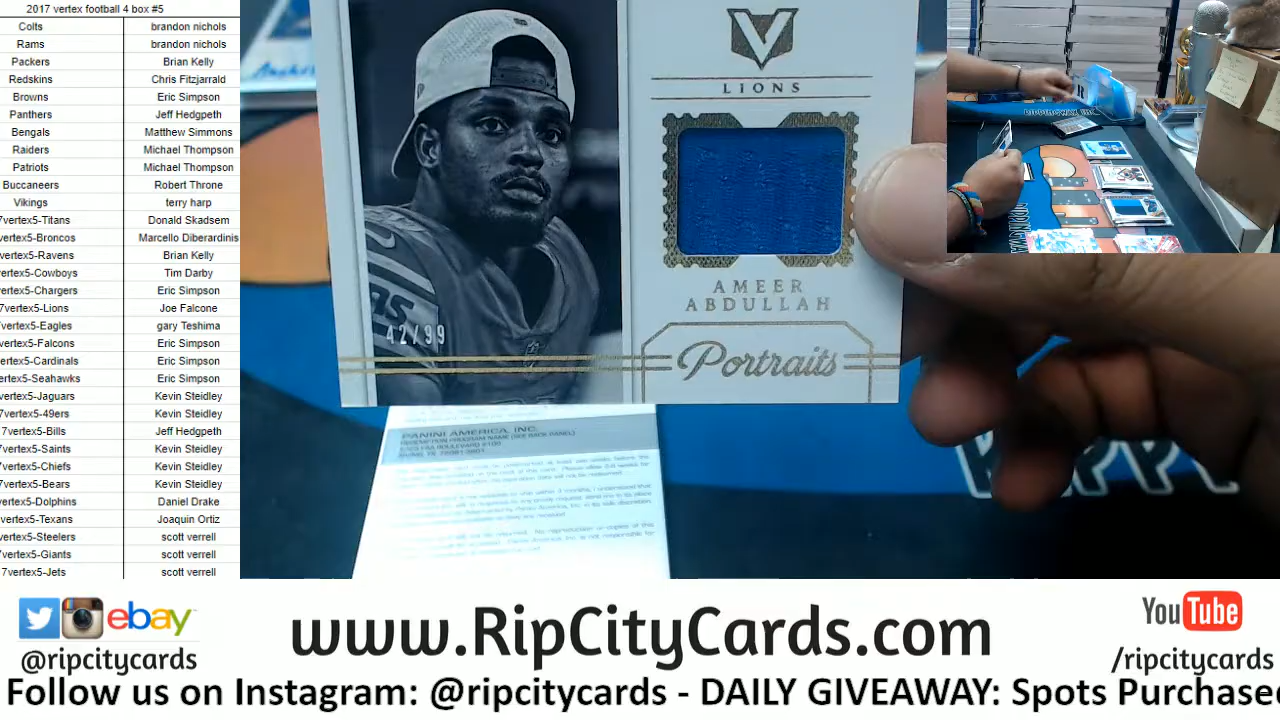 2017 vertex football 4 box #5
Colts brandon nichols
Rams brandon nichols
Packers Brian Kelly
Redskins Chris Fitzjarrald
Browns Eric Simpson
Panthers Jeff Hedgpeth
Bengals Matthew Simmons
Raiders Michael Thompson
Patriots Michael Thompson
Buccaneers Robert Throne
Vikings terry harp
7vertex5-Titans Donald Skadsem
vertex5-Broncos Marcello Diberardinis
vertex5-Ravens Brian Kelly
vertex5-Cowboys Tim Darby
vertex5-Chargers Eric Simpson
7vertex5-Lions Joe Falcone
vertex5-Eagles gary Teshima
vertex5-Falcons Eric Simpson
ertex5-Cardinals Eric Simpson
ertex5-Seahawks Eric Simpson
vertex5-Jaguars Kevin Steidley
7vertex5-49ers Kevin Steidley
7vertex5-Bills Jeff Hedgpeth
vertex5-Saints Kevin Steidley
vertex5-Chiefs Kevin Steidley
7vertex5-Bears Kevin Steidley
vertex5-Dolphins Daniel Drake
vertex5-Texans Joaquin Ortiz
vertex5-Steelers scott verrell
7vertex5-Giants scott verrell
7vertex5-Jets scott verrell
V
LIONS
AMEER
ABDULLAH
Portraits
42/99
PANINI AMERICA, INC.
ebay
@ripcitycards
www.RipCityCards.com
YouTube
/ripcitycards
Follow us on Instagram: @ripcitycards - DAILY GIVEAWAY: Spots Purchased